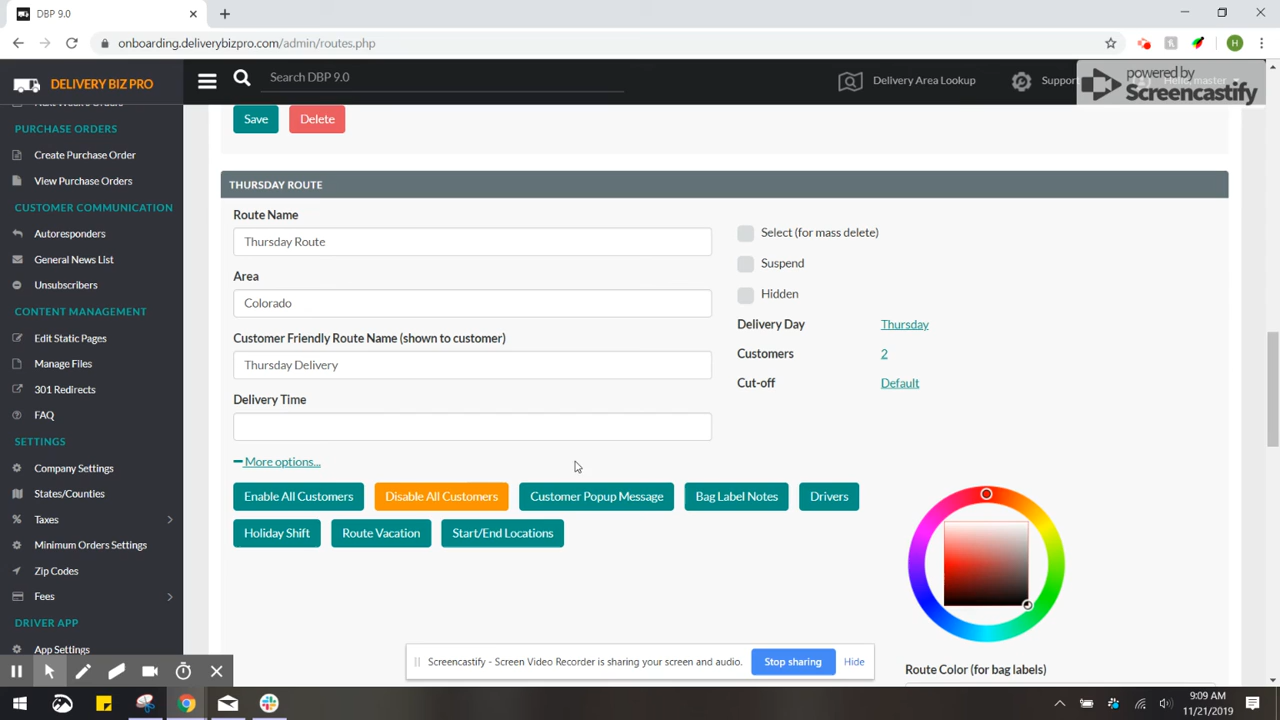 DBP 9.0
onboarding.deliverybizpro.com/admin/routes.php
H
DELIVERY BIZ PRO
Search DBP 9.0
Delivery Area Lookup
powered by
Screencastify
PURCHASE ORDERS
Create Purchase Order
View Purchase Orders
CUSTOMER COMMUNICATION
Autoresponders
General News List
Unsubscribers
CONTENT MANAGEMENT
Edit Static Pages
Manage Files
301 Redirects
FAQ
SETTINGS
Company Settings
States/Counties
Taxes
Minimum Orders Settings
Zip Codes
Fees
DRIVER APP
App Settings
Save
Delete
THURSDAY ROUTE
Route Name
Thursday Route
Area
Colorado
Customer Friendly Route Name (shown to customer)
Thursday Delivery
Delivery Time
More options...
Select (for mass delete)
Suspend
Hidden
Delivery Day Thursday
Customers 2
Cut-off Default
Enable All Customers Disable All Customers Customer Popup Message Bag Label Notes Drivers
Holiday Shift Route Vacation Start/End Locations
Route Color (for bag labels)
Screencastify - Screen Video Recorder is sharing your screen and audio. Stop sharing Hide
9:09 AM
11/21/2019